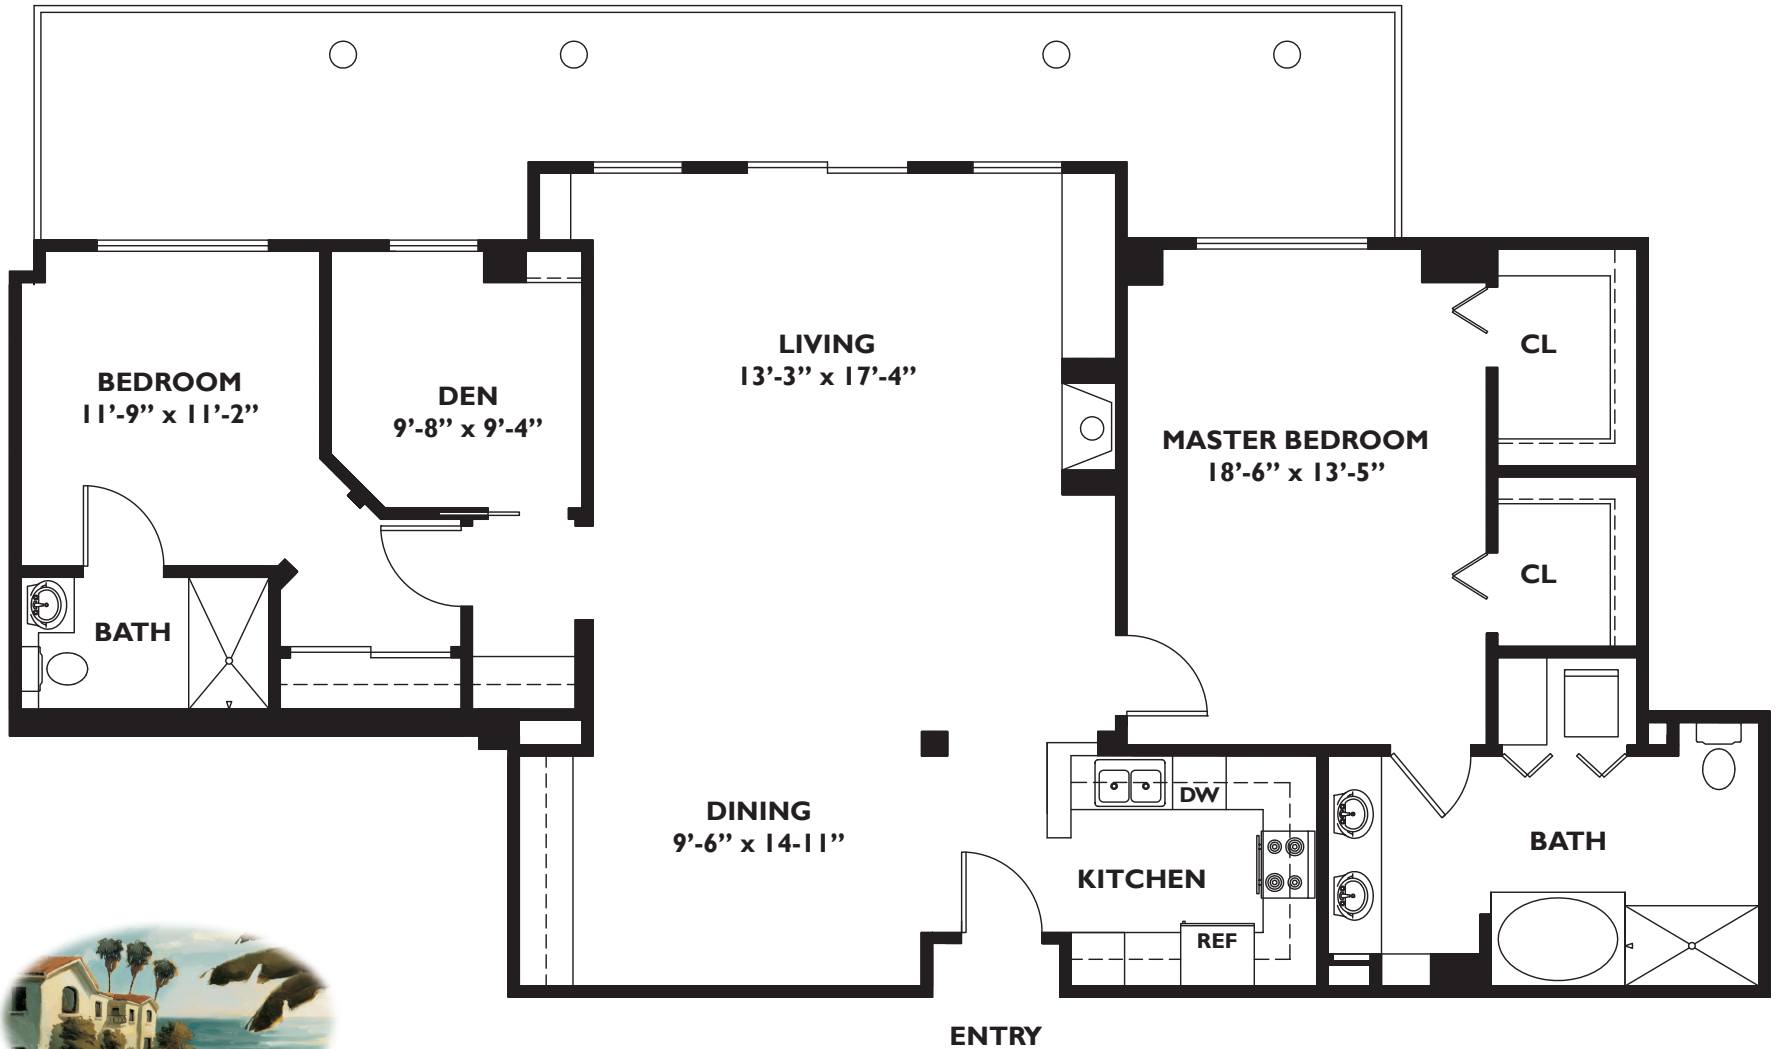 LIVING
13’-3” x 17’-4”
BEDROOM
11’-9” x 11’-2”
DEN
9’-8” x 9’-4”
CL
MASTER BEDROOM
18’-6” x 13’-5”
CL
BATH
DINING
9’-6” x 14-11”
DW
KITCHEN
BATH
REF
ENTRY